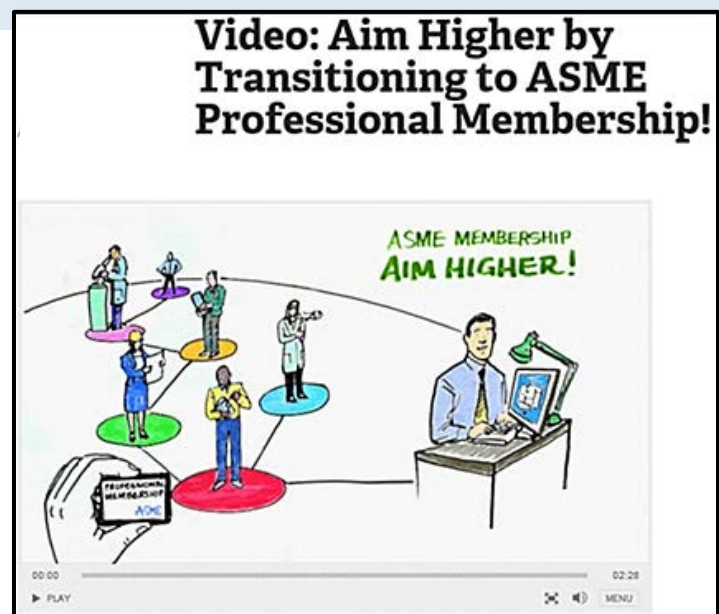 Video: Aim Higher by
Transitioning to ASME
Professional Membership!
ASME MEMBERSHIP
AIM HIGHER!
PROFESSIONAL
MEMBERSHIP
ASME
00:00
02:28
PLAY
MENU